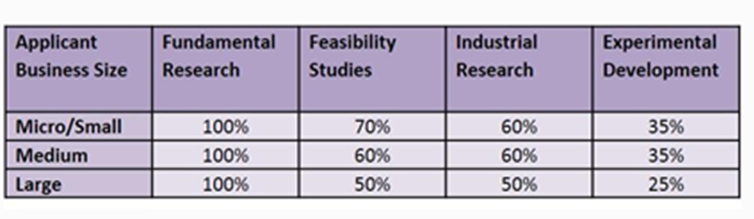 Applicant Business Size Fundamental Research Feasibility Studies Industrial Research Experimental Development
Micro/Small 100% 70% 60% 35%
Medium 100% 60% 60% 35%
Large 100% 50% 50% 25%